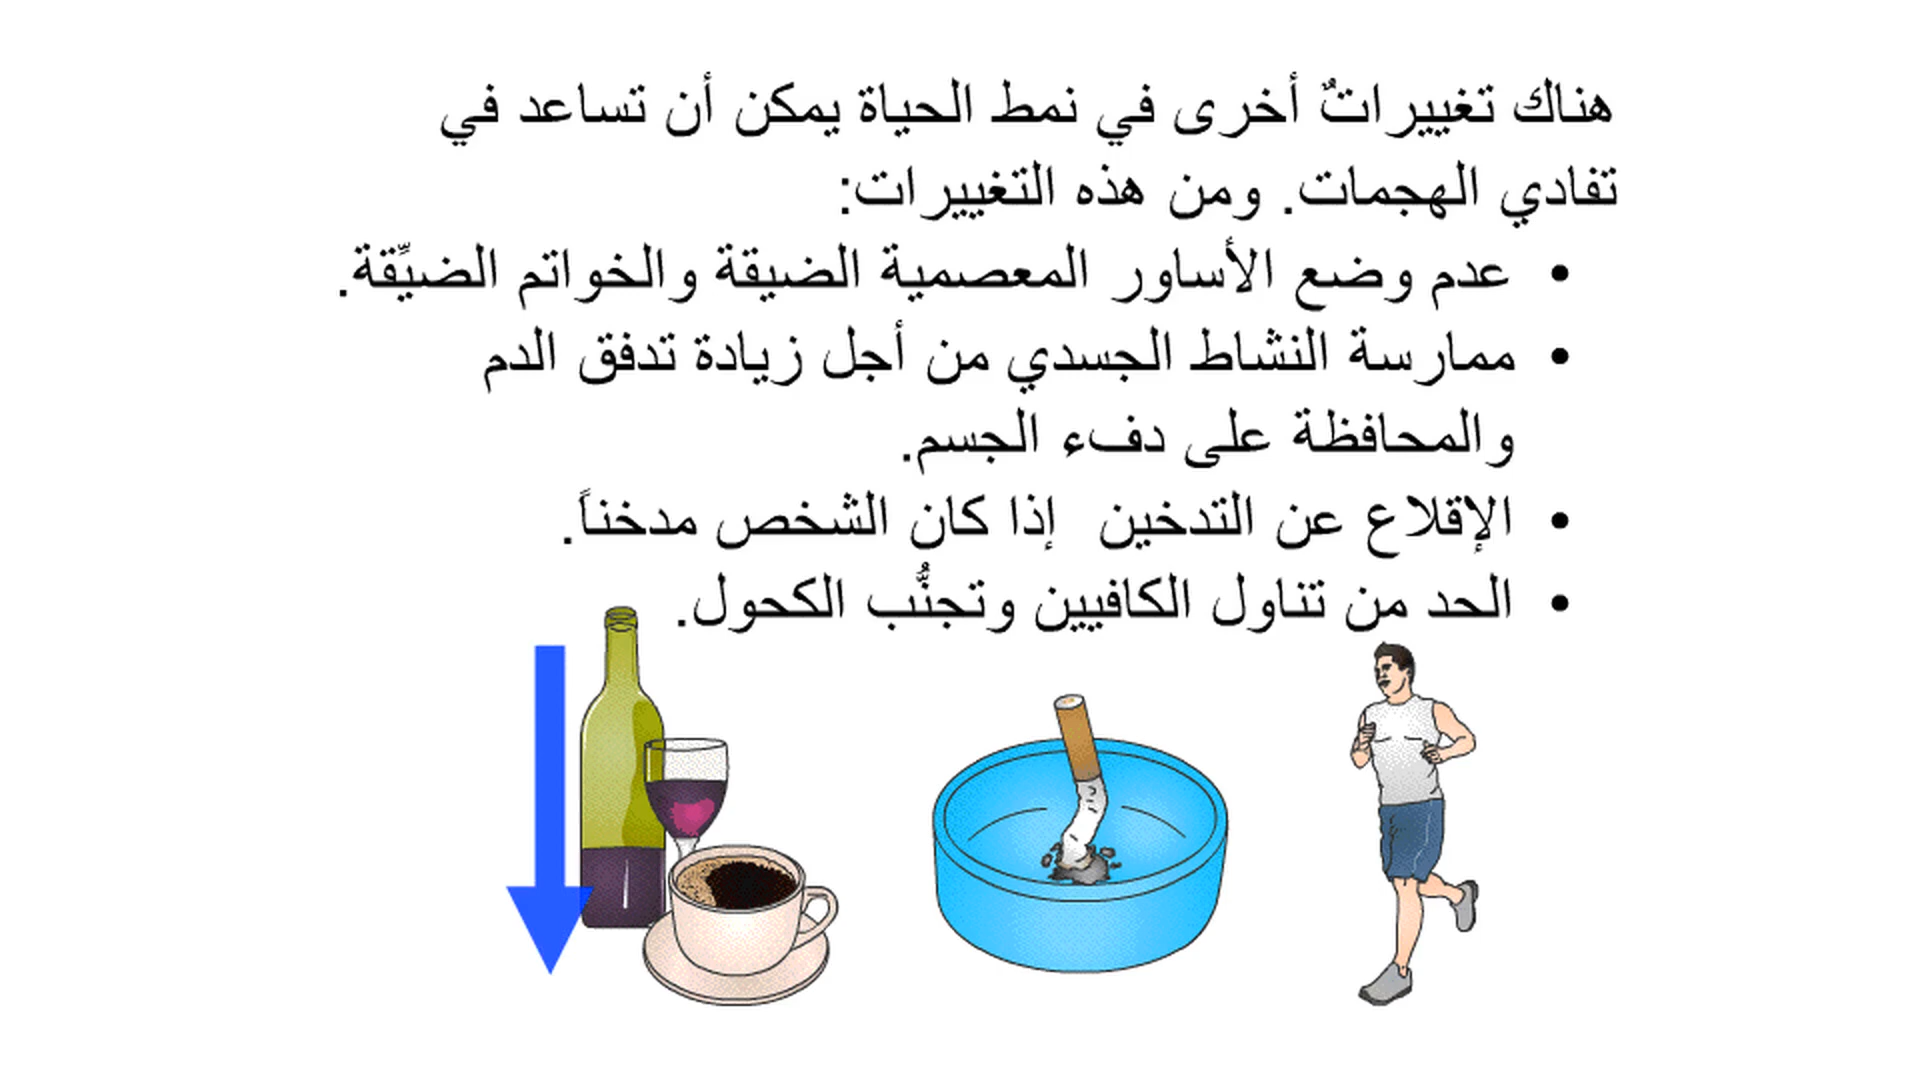 هناك تغييراتٌ أخرى في نمط الحياة يمكن أن تساعد في
تفادي الهجمات. ومن هذه التغييرات:
• عدم وضع الأساور المعصمية الضيقة والخواتم الضيِّقة.
• ممارسة النشاط الجسدي من أجل زيادة تدفق الدم
والمحافظة على دفء الجسم.
• الإقلاع عن التدخين  إذا كان الشخص مدخناً.
• الحد من تناول الكافيين وتجنُّب الكحول.